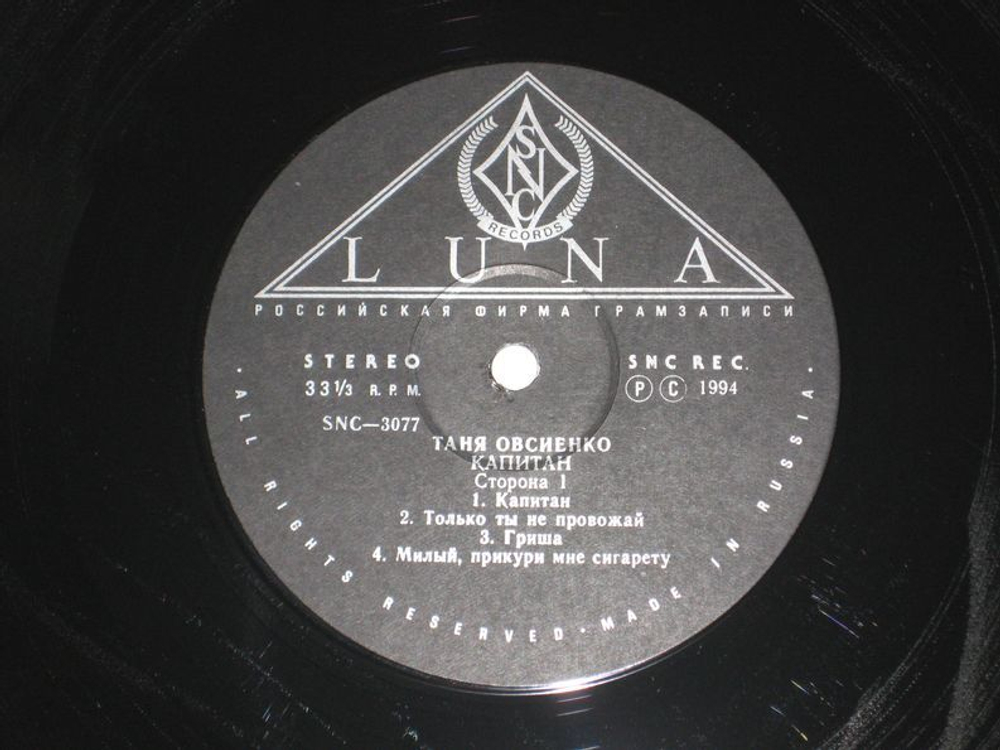 SNC
RECORDS
LUNA
РОССИЙСКАЯ ФИРМА ГРАМЗАПИСИ
STEREO
33 1/3 R.P.M.
SNC REC.
Ⓟ Ⓒ 1994
SNC—3077
ТАНЯ ОВСИЕНКО
КАПИТАН
Сторона 1
1. Капитан
2. Только ты не провожай
3. Гриша
4. Милый, прикури мне сигарету
· ALL RIGHTS RESERVED · MADE IN RUSSIA ·